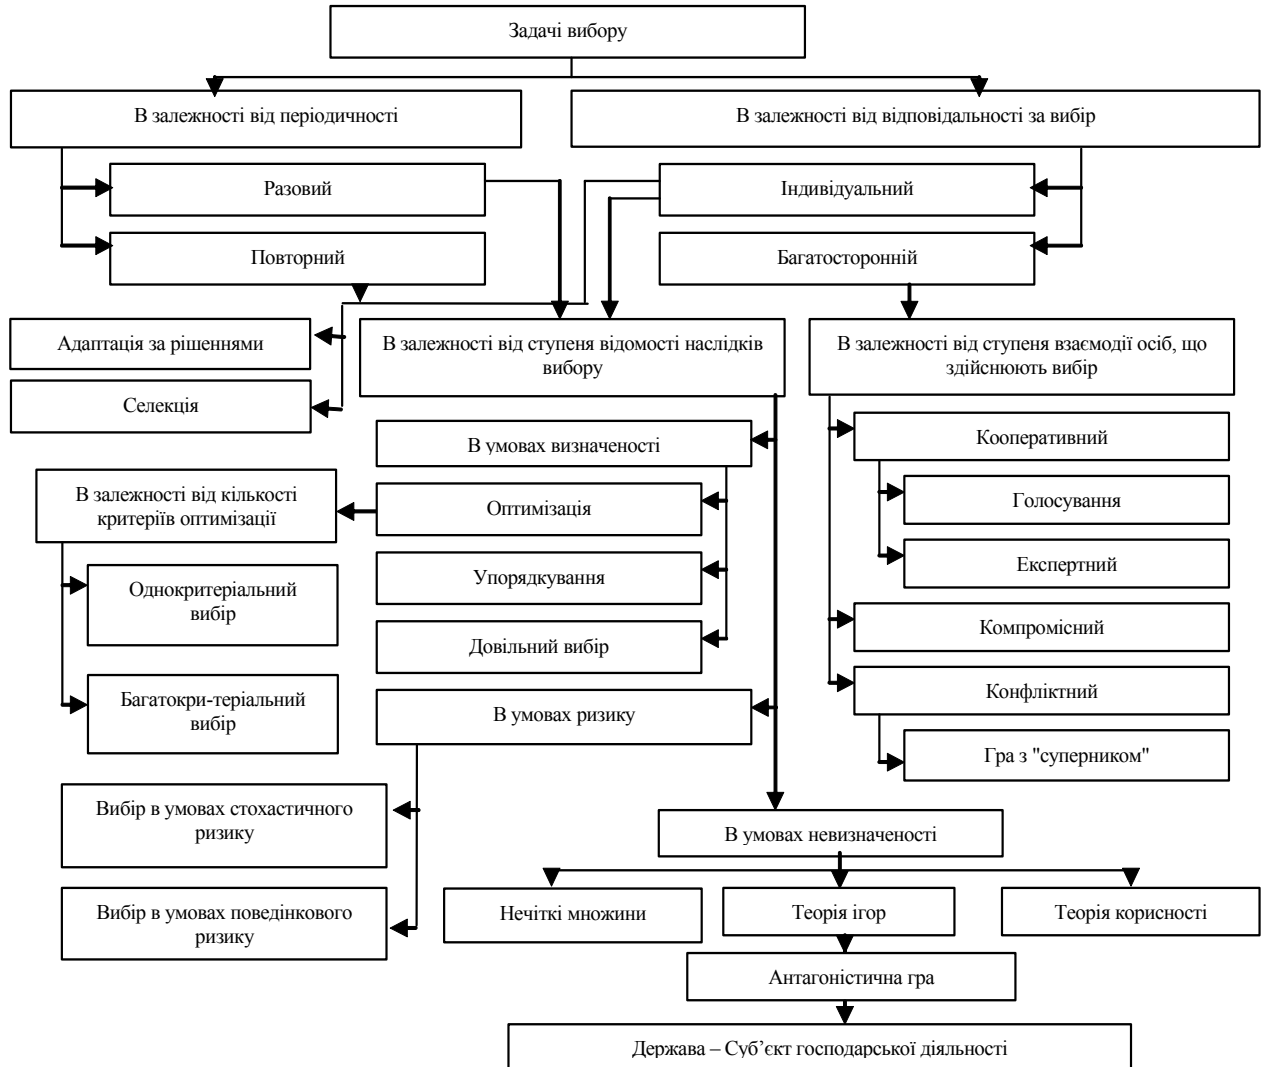 Задачі вибору
В залежності від періодичності
В залежності від відповідальності за вибір
Разовий
Індивідуальний
Повторний
Багатосторонній
Адаптація за рішеннями
В залежності від ступеня відомості наслідків
вибору
В залежності від ступеня взаємодії осіб, що
здійснюють вибір
Селекція
В умовах визначеності
Кооперативний
В залежності від кількості
критеріїв оптимізації
Оптимізація
Голосування
Однокритеріальний
вибір
Упорядкування
Експертний
Довільний вибір
Компромісний
Багатокри-теріальний
вибір
В умовах ризику
Конфліктний
Гра з "суперником"
Вибір в умовах стохастичного
ризику
В умовах невизначеності
Вибір в умовах поведінкового
ризику
Нечіткі множини
Теорія ігор
Теорія корисності
Антагоністична гра
Держава – Суб’єкт господарської діяльності